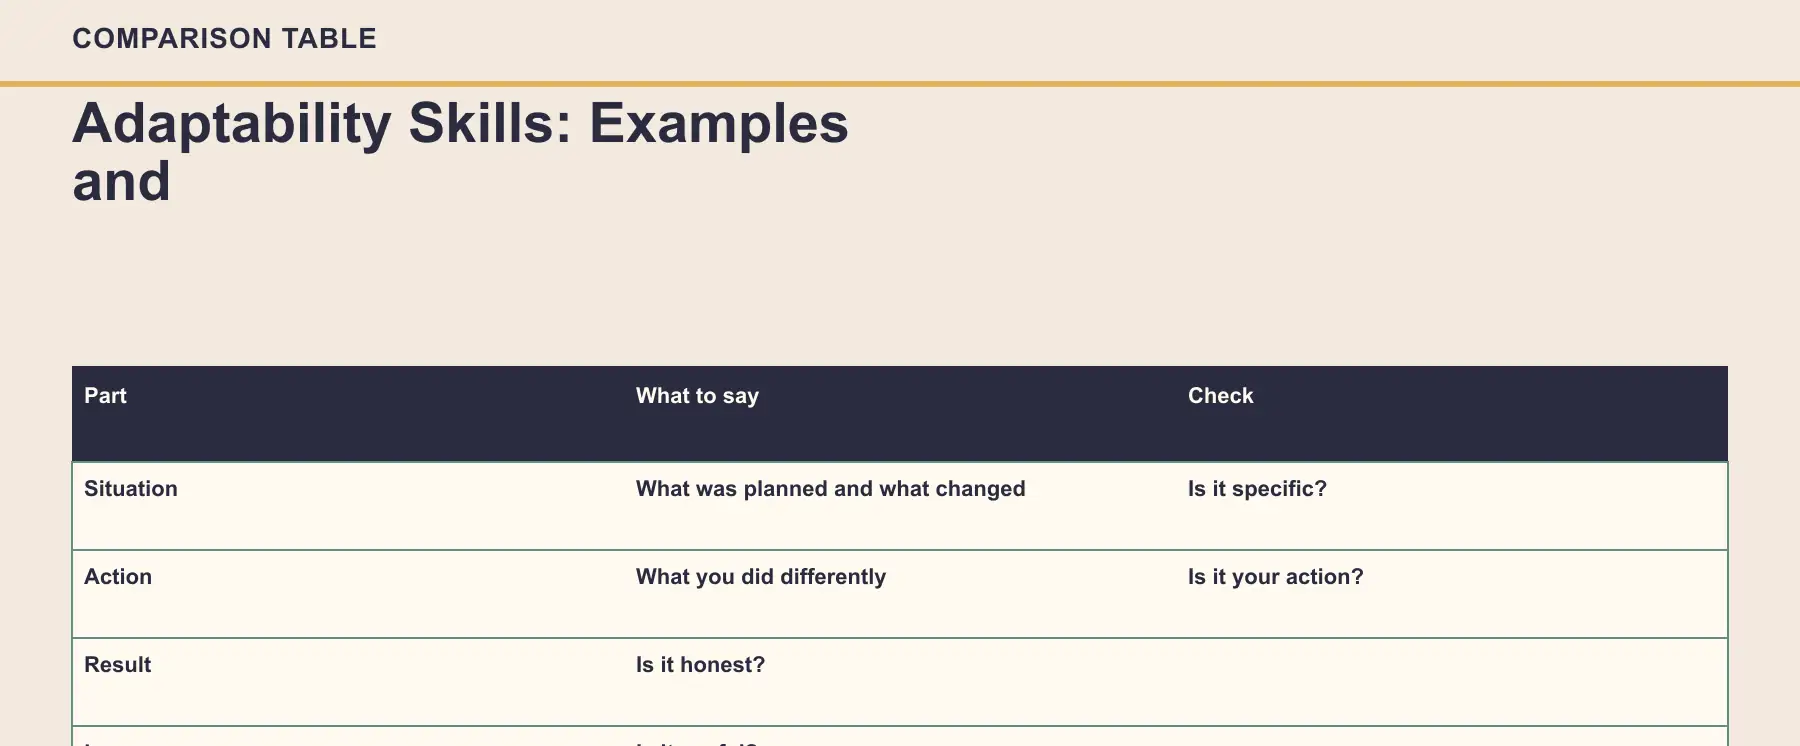 COMPARISON TABLE
Adaptability Skills: Examples
and
Part What to say Check
Situation What was planned and what changed Is it specific?
Action What you did differently Is it your action?
Result Is it honest?